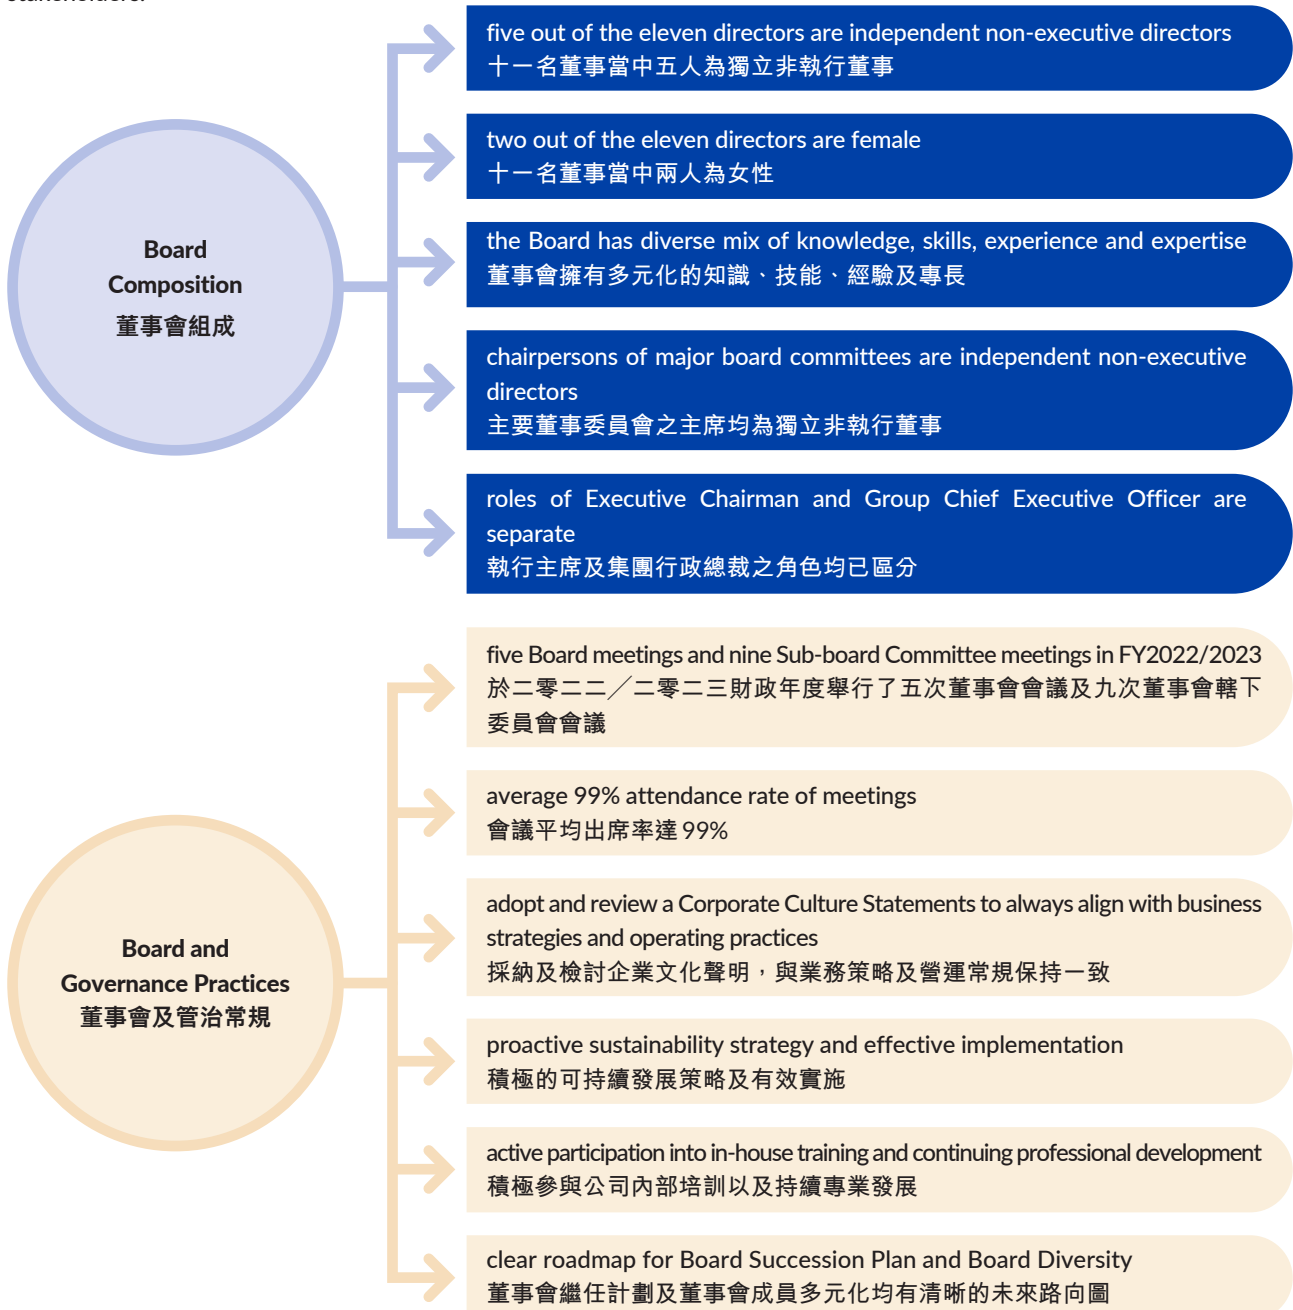 stakeholders.
Board
Composition
董事會組成
five out of the eleven directors are independent non-executive directors
十一名董事當中五人為獨立非執行董事
two out of the eleven directors are female
十一名董事當中兩人為女性
the Board has diverse mix of knowledge, skills, experience and expertise
董事會擁有多元化的知識、技能、經驗及專長
chairpersons of major board committees are independent non-executive
directors
主要董事委員會之主席均為獨立非執行董事
roles of Executive Chairman and Group Chief Executive Officer are
separate
執行主席及集團行政總裁之角色均已區分
Board and
Governance Practices
董事會及管治常規
five Board meetings and nine Sub-board Committee meetings in FY2022/2023
於二零二二／二零二三財政年度舉行了五次董事會會議及九次董事會轄下
委員會會議
average 99% attendance rate of meetings
會議平均出席率達99%
adopt and review a Corporate Culture Statements to always align with business
strategies and operating practices
採納及檢討企業文化聲明，與業務策略及營運常規保持一致
proactive sustainability strategy and effective implementation
積極的可持續發展策略及有效實施
active participation into in-house training and continuing professional development
積極參與公司內部培訓以及持續專業發展
clear roadmap for Board Succession Plan and Board Diversity
董事會繼任計劃及董事會成員多元化均有清晰的未來路向圖